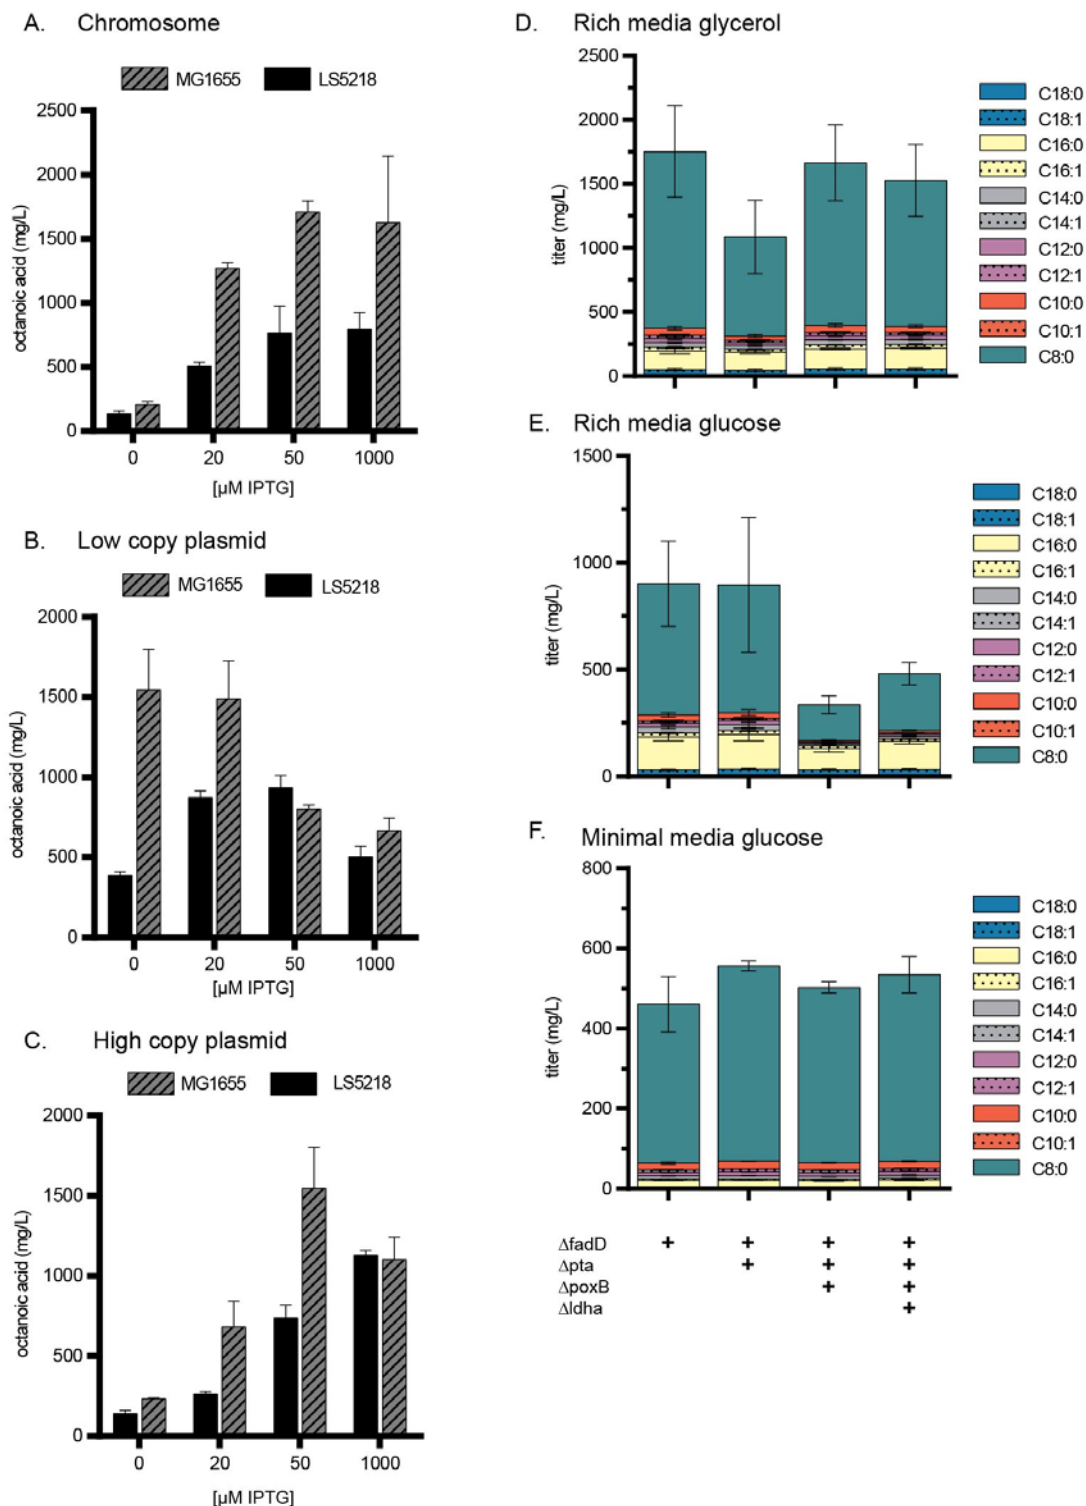 A. Chromosome
MG1655 LS5218
2500
2000
1500
1000
500
0
octanoic acid (mg/L)
0 20 50 1000
[µM IPTG]
B. Low copy plasmid
MG1655 LS5218
2000
1500
1000
500
0
octanoic acid (mg/L)
0 20 50 1000
[µM IPTG]
C. High copy plasmid
MG1655 LS5218
2000
1500
1000
500
0
octanoic acid (mg/L)
0 20 50 1000
[µM IPTG]
D. Rich media glycerol
2500
2000
1500
1000
500
0
titer (mg/L)
C18:0
C18:1
C16:0
C16:1
C14:0
C14:1
C12:0
C12:1
C10:0
C10:1
C8:0
E. Rich media glucose
1500
1000
500
0
titer (mg/L)
C18:0
C18:1
C16:0
C16:1
C14:0
C14:1
C12:0
C12:1
C10:0
C10:1
C8:0
F. Minimal media glucose
800
600
400
200
0
titer (mg/L)
C18:0
C18:1
C16:0
C16:1
C14:0
C14:1
C12:0
C12:1
C10:0
C10:1
C8:0
∆fadD + + + +
∆pta + + +
∆poxB + +
∆ldha +